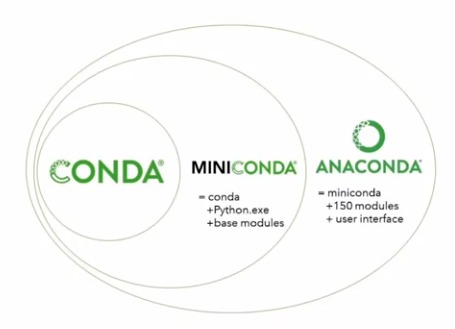 CONDA®
MINICONDA®
= conda
+Python.exe
+base modules
ANACONDA®
= miniconda
+150 modules
+ user interface